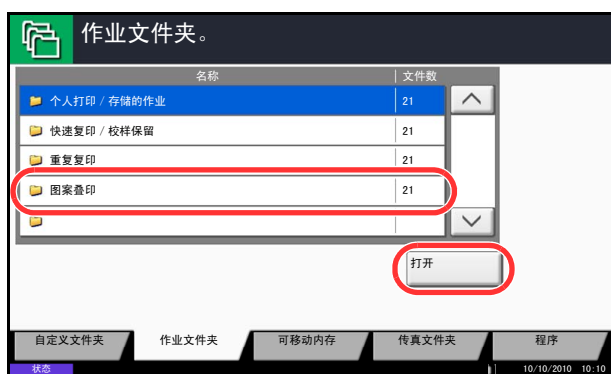 作业文件夹。
名称 文件数
个人打印 / 存储的作业 21
快速复印 / 校样保留 21
重复复印 21
图案叠印 21
打开
自定义文件夹 作业文件夹 可移动内存 传真文件夹 程序
状态 10/10/2010 10:10